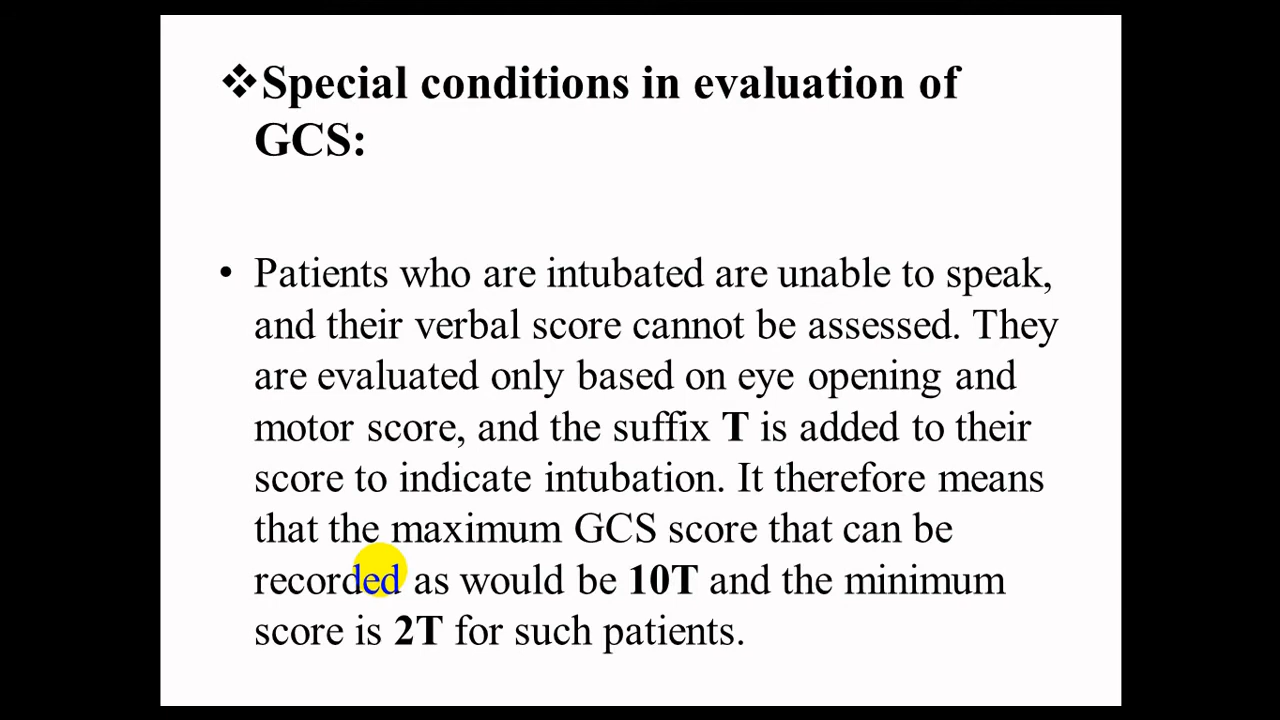 ❖Special conditions in evaluation of
GCS:
• Patients who are intubated are unable to speak,
and their verbal score cannot be assessed. They
are evaluated only based on eye opening and
motor score, and the suffix T is added to their
score to indicate intubation. It therefore means
that the maximum GCS score that can be
recorded as would be 10T and the minimum
score is 2T for such patients.